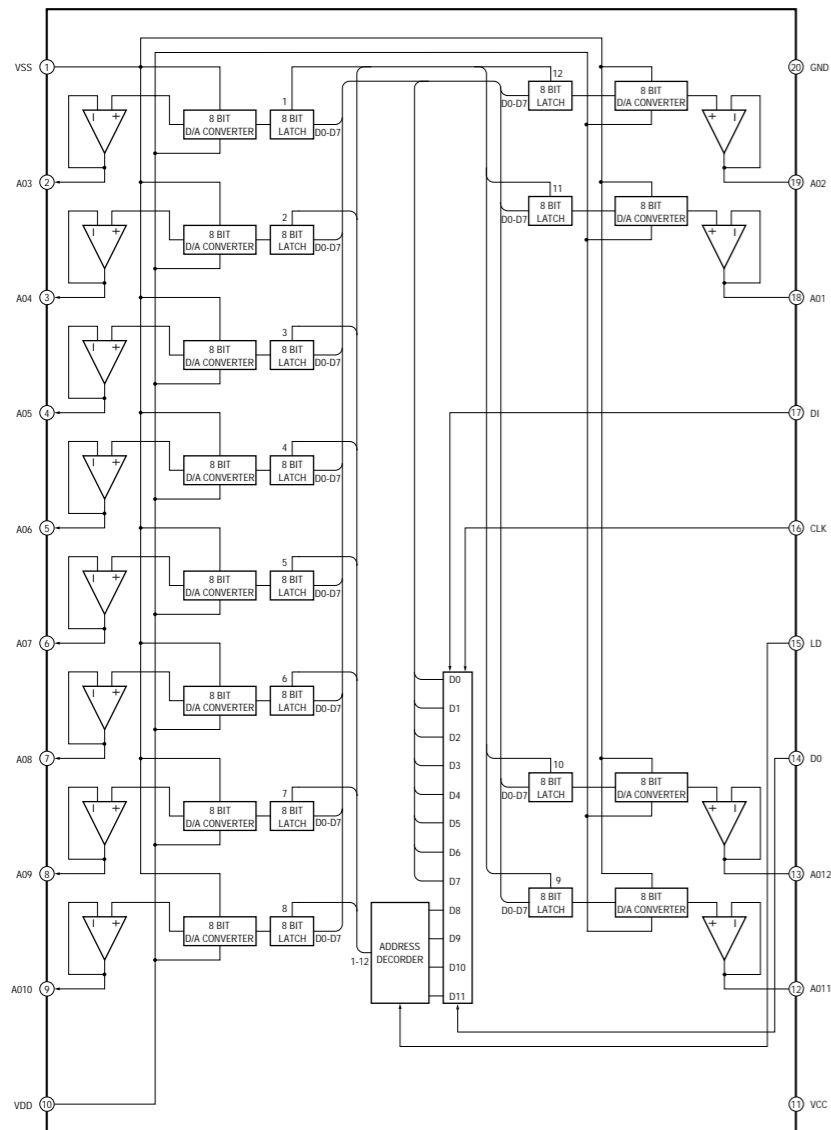 VSS 1
20 GND
1
8 BIT
D/A CONVERTER
8 BIT
LATCH
D0-D7
12
D0-D7
8 BIT
LATCH
8 BIT
D/A CONVERTER
– +
+ –
A03 2
19 A02
2
8 BIT
D/A CONVERTER
8 BIT
LATCH
D0-D7
11
D0-D7
8 BIT
LATCH
8 BIT
D/A CONVERTER
– +
+ –
A04 3
18 A01
3
8 BIT
D/A CONVERTER
8 BIT
LATCH
D0-D7
– +
A05 4
17 DI
4
8 BIT
D/A CONVERTER
8 BIT
LATCH
D0-D7
– +
A06 5
16 CLK
5
8 BIT
D/A CONVERTER
8 BIT
LATCH
D0-D7
– +
A07 6
15 LD
6
8 BIT
D/A CONVERTER
8 BIT
LATCH
D0-D7
– +
A08 7
14 D0
7
8 BIT
D/A CONVERTER
8 BIT
LATCH
D0-D7
– +
10
D0-D7
8 BIT
LATCH
8 BIT
D/A CONVERTER
+ –
A09 8
13 A012
8
8 BIT
D/A CONVERTER
8 BIT
LATCH
D0-D7
– +
9
D0-D7
8 BIT
LATCH
8 BIT
D/A CONVERTER
+ –
A010 9
12 A011
D0
D1
D2
D3
D4
D5
D6
D7
D8
D9
D10
D11
1-12
ADDRESS
DECORDER
VDD 10
11 VCC